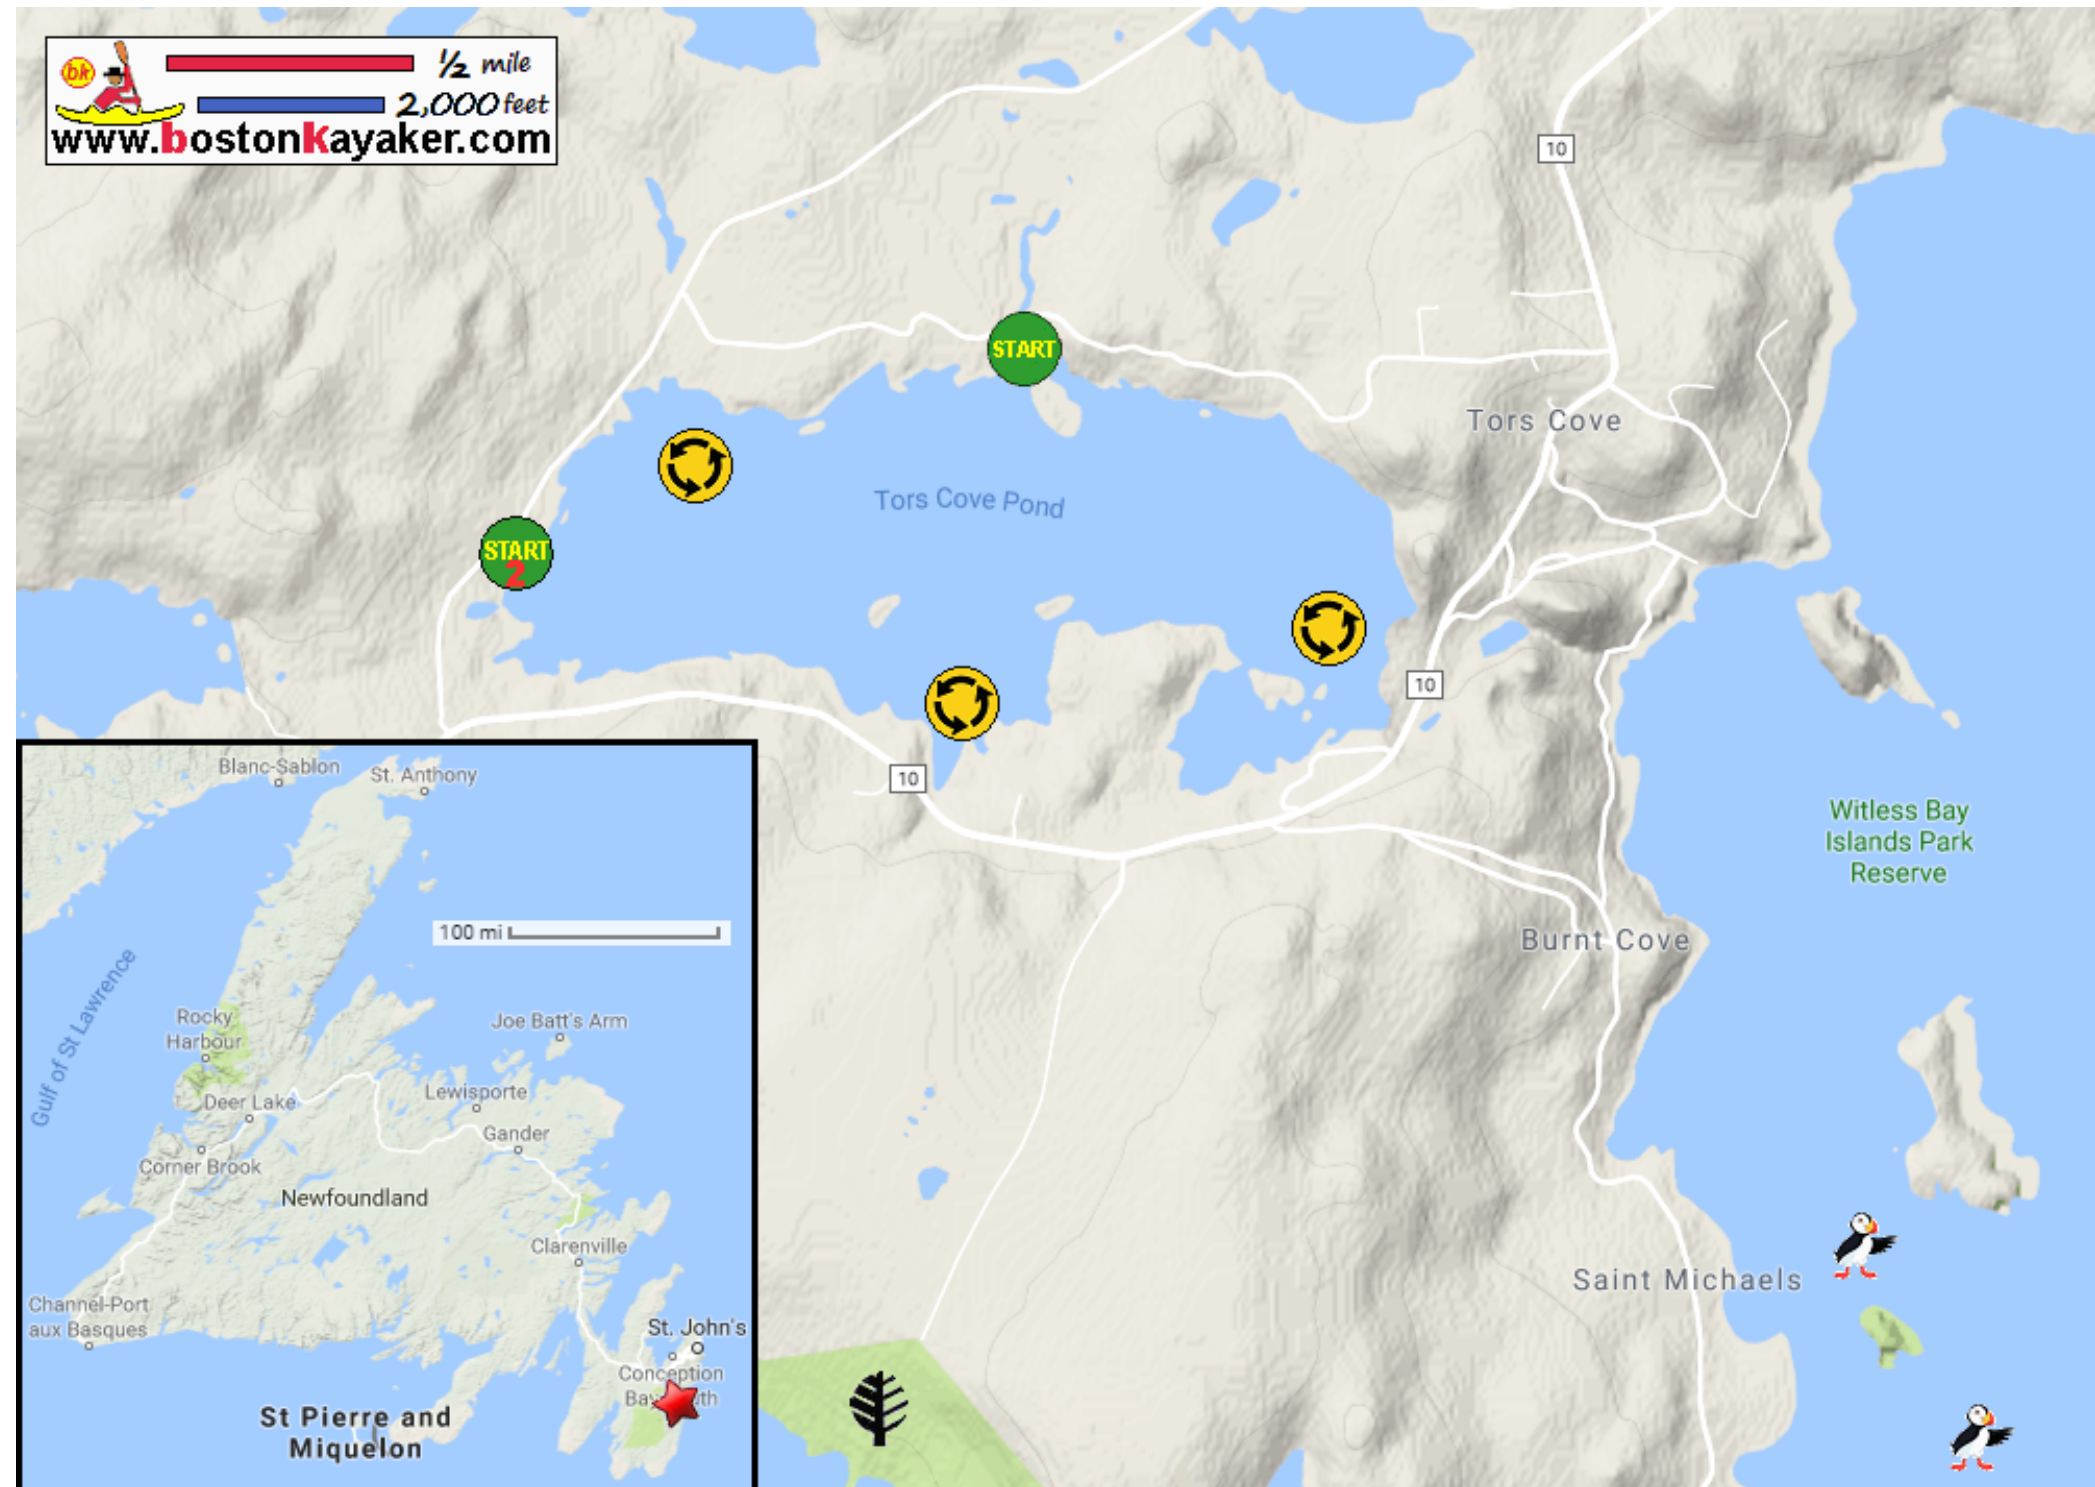 bk
½ mile
2,000 feet
www.bostonkayaker.com
10
START
Tors Cove
Tors Cove Pond
START
2
10
10
Witless Bay
Islands Park
Reserve
Burnt Cove
Saint Michaels
Blanc-Sablon
St. Anthony
100 mi
Gulf of St Lawrence
Rocky
Harbour
Joe Batt's Arm
Deer Lake
Lewisporte
Gander
Corner Brook
Newfoundland
Clarenville
Channel-Port
aux Basques
St. John's
Conception
St Pierre and
Miquelon